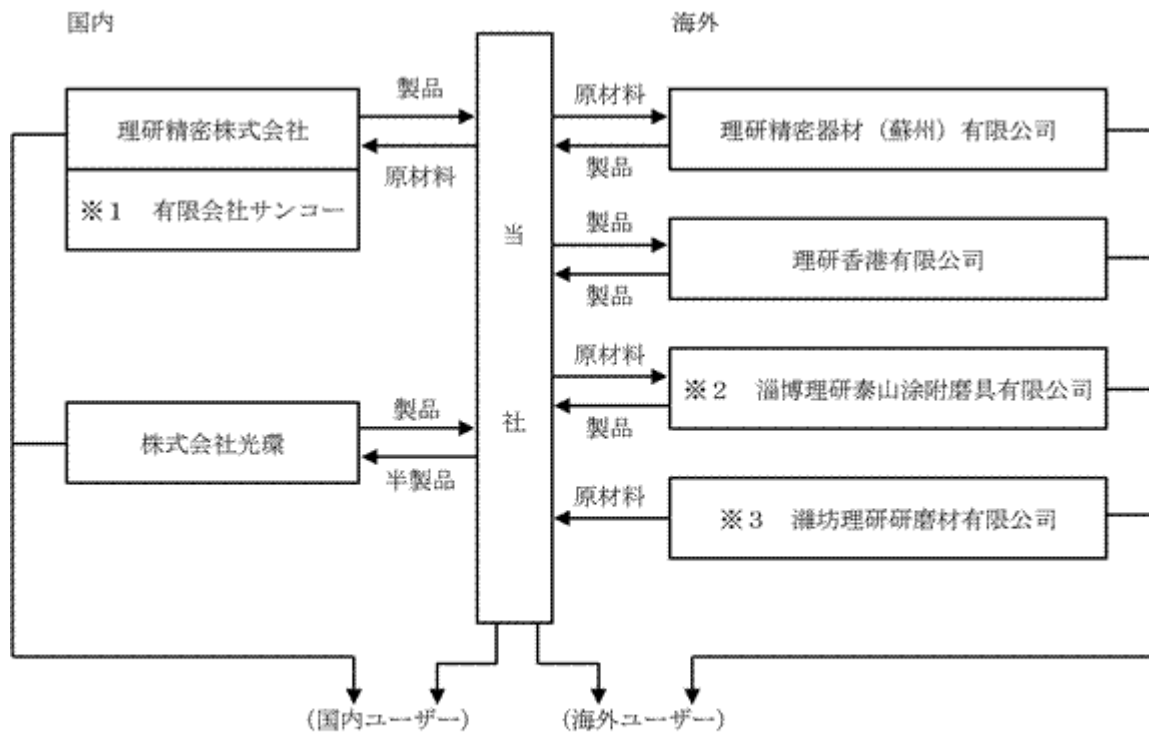 国内
海外
製品
原材料
理研精密株式会社
理研精密器材（蘇州）有限公司
原材料
製品
※１　有限会社サンコー
製品
当
理研香港有限公司
製品
原材料
※２　淄博理研泰山涂附磨具有限公司
製品
社
製品
株式会社光環
半製品
原材料
※３　濰坊理研研磨材有限公司
（国内ユーザー）
（海外ユーザー）